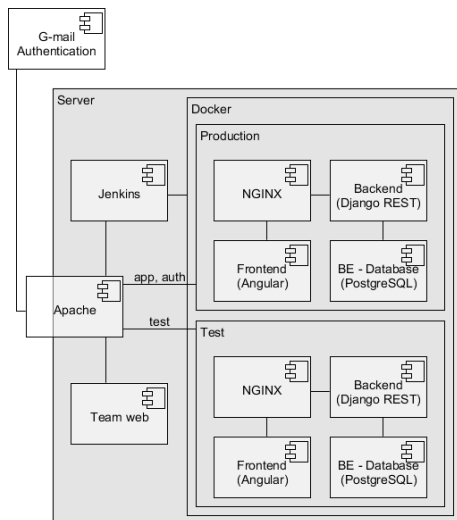 G-mail
Authentication
Server
Docker
Production
Jenkins
NGINX
Backend
(Django REST)
app, auth
Frontend
(Angular)
BE - Database
(PostgreSQL)
Apache
test
Test
Team web
NGINX
Backend
(Django REST)
Frontend
(Angular)
BE - Database
(PostgreSQL)